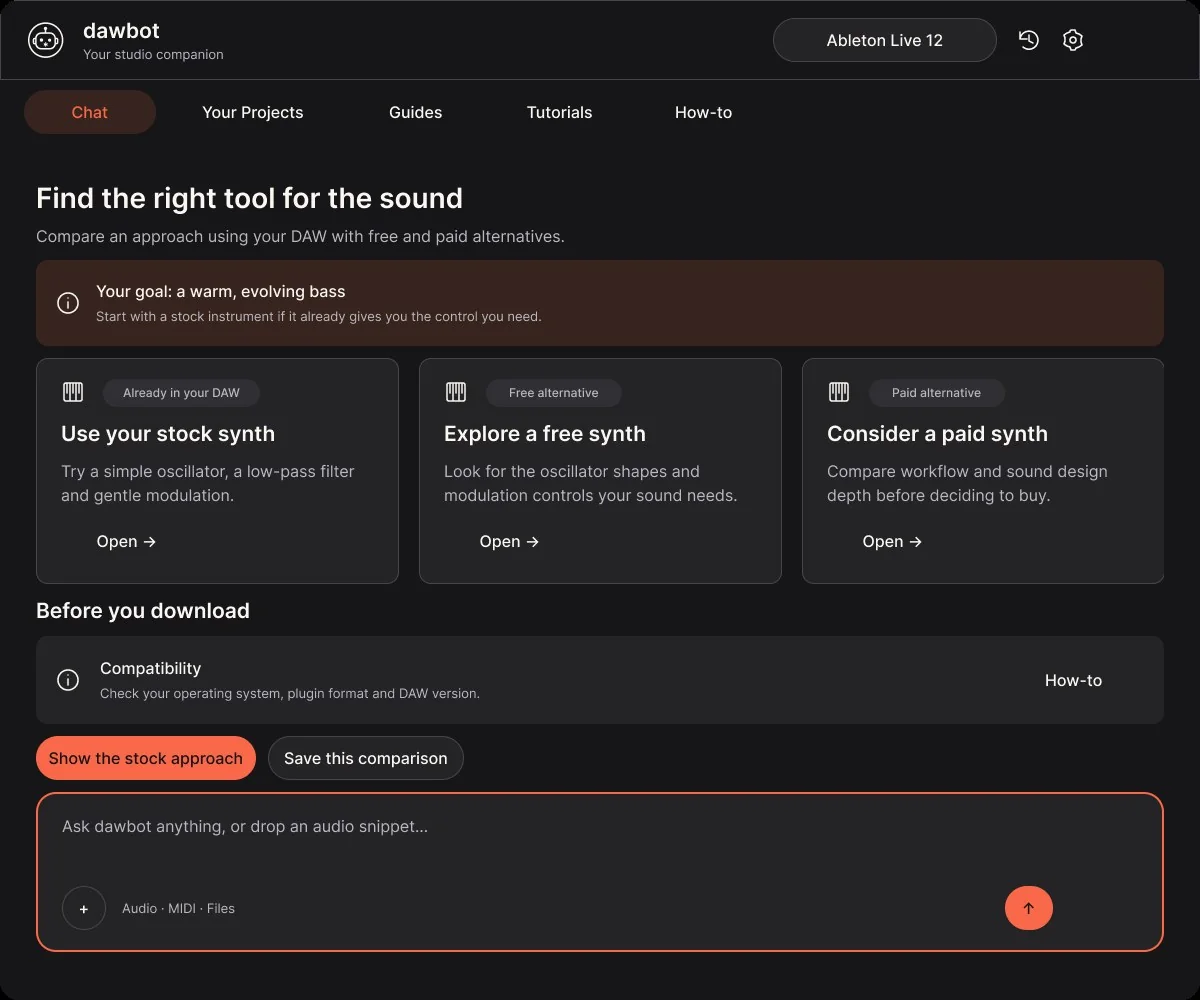 dawbot
Your studio companion
Ableton Live 12
Chat
Your Projects
Guides
Tutorials
How-to
Find the right tool for the sound
Compare an approach using your DAW with free and paid alternatives.
Your goal: a warm, evolving bass
Start with a stock instrument if it already gives you the control you need.
Already in your DAW
Use your stock synth
Try a simple oscillator, a low-pass filter
and gentle modulation.
Open →
Free alternative
Explore a free synth
Look for the oscillator shapes and
modulation controls your sound needs.
Open →
Paid alternative
Consider a paid synth
Compare workflow and sound design
depth before deciding to buy.
Open →
Before you download
Compatibility
Check your operating system, plugin format and DAW version.
How-to
Show the stock approach
Save this comparison
Ask dawbot anything, or drop an audio snippet...
+
Audio · MIDI · Files
↑